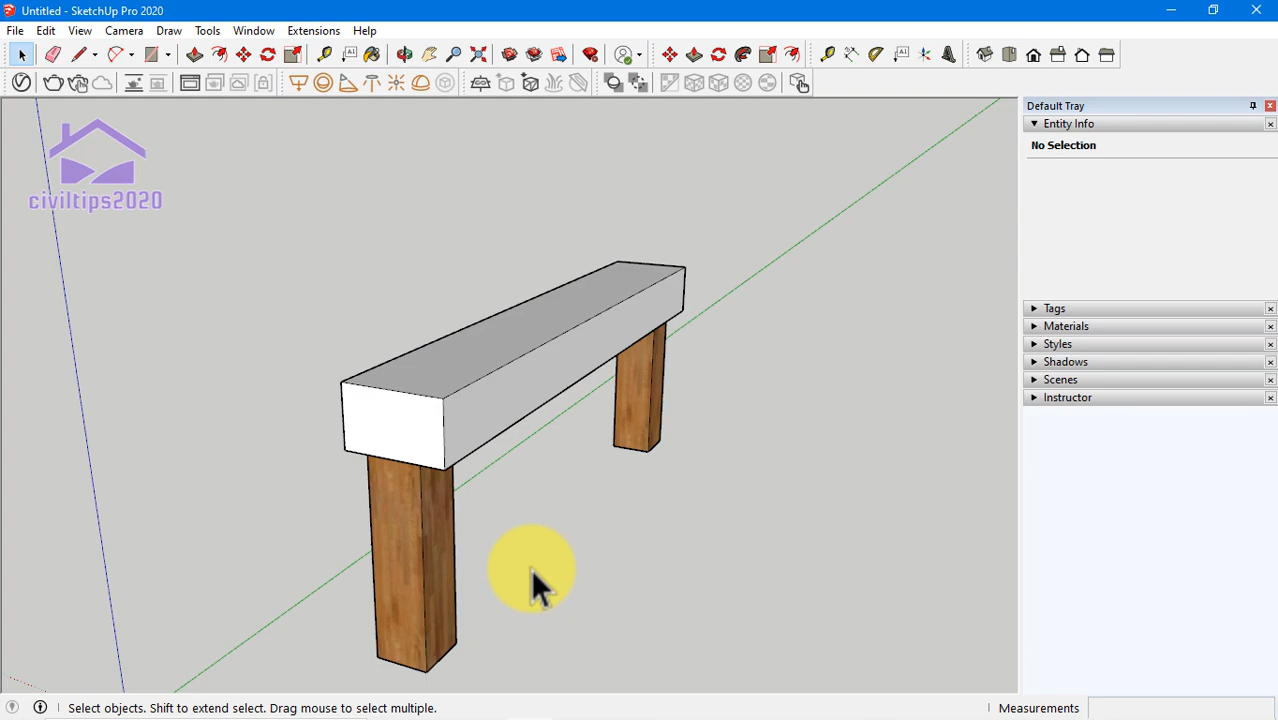 Untitled - SketchUp Pro 2020
File Edit View Camera Draw Tools Window Extensions Help
Default Tray
Entity Info
No Selection
civiltips2020
Tags
Materials
Styles
Shadows
Scenes
Instructor
Select objects. Shift to extend select. Drag mouse to select multiple.
Measurements